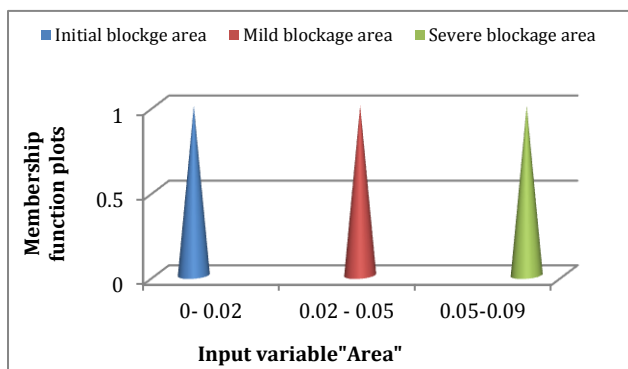 Initial blockge area Mild blockage area Severe blockage area
Membership
function plots
1
0.5
0
0- 0.02 0.02 - 0.05 0.05-0.09
Input variable"Area"